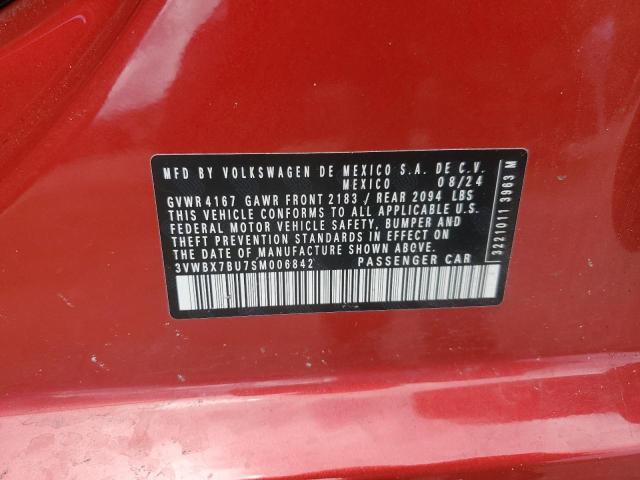 MFD BY VOLKSWAGEN DE MEXICO S.A. DE C.V.
MEXICO 08/24
GVWR 4167 GAWR FRONT 2183 / REAR 2094 LBS
THIS VEHICLE CONFORMS TO ALL APPLICABLE U.S.
FEDERAL MOTOR VEHICLE SAFETY, BUMPER AND
THEFT PREVENTION STANDARDS IN EFFECT ON
THE DATE OF MANUFACTURE SHOWN ABOVE.
3VWBX7BU7SM006842 PASSENGER CAR
3221011 3963 M